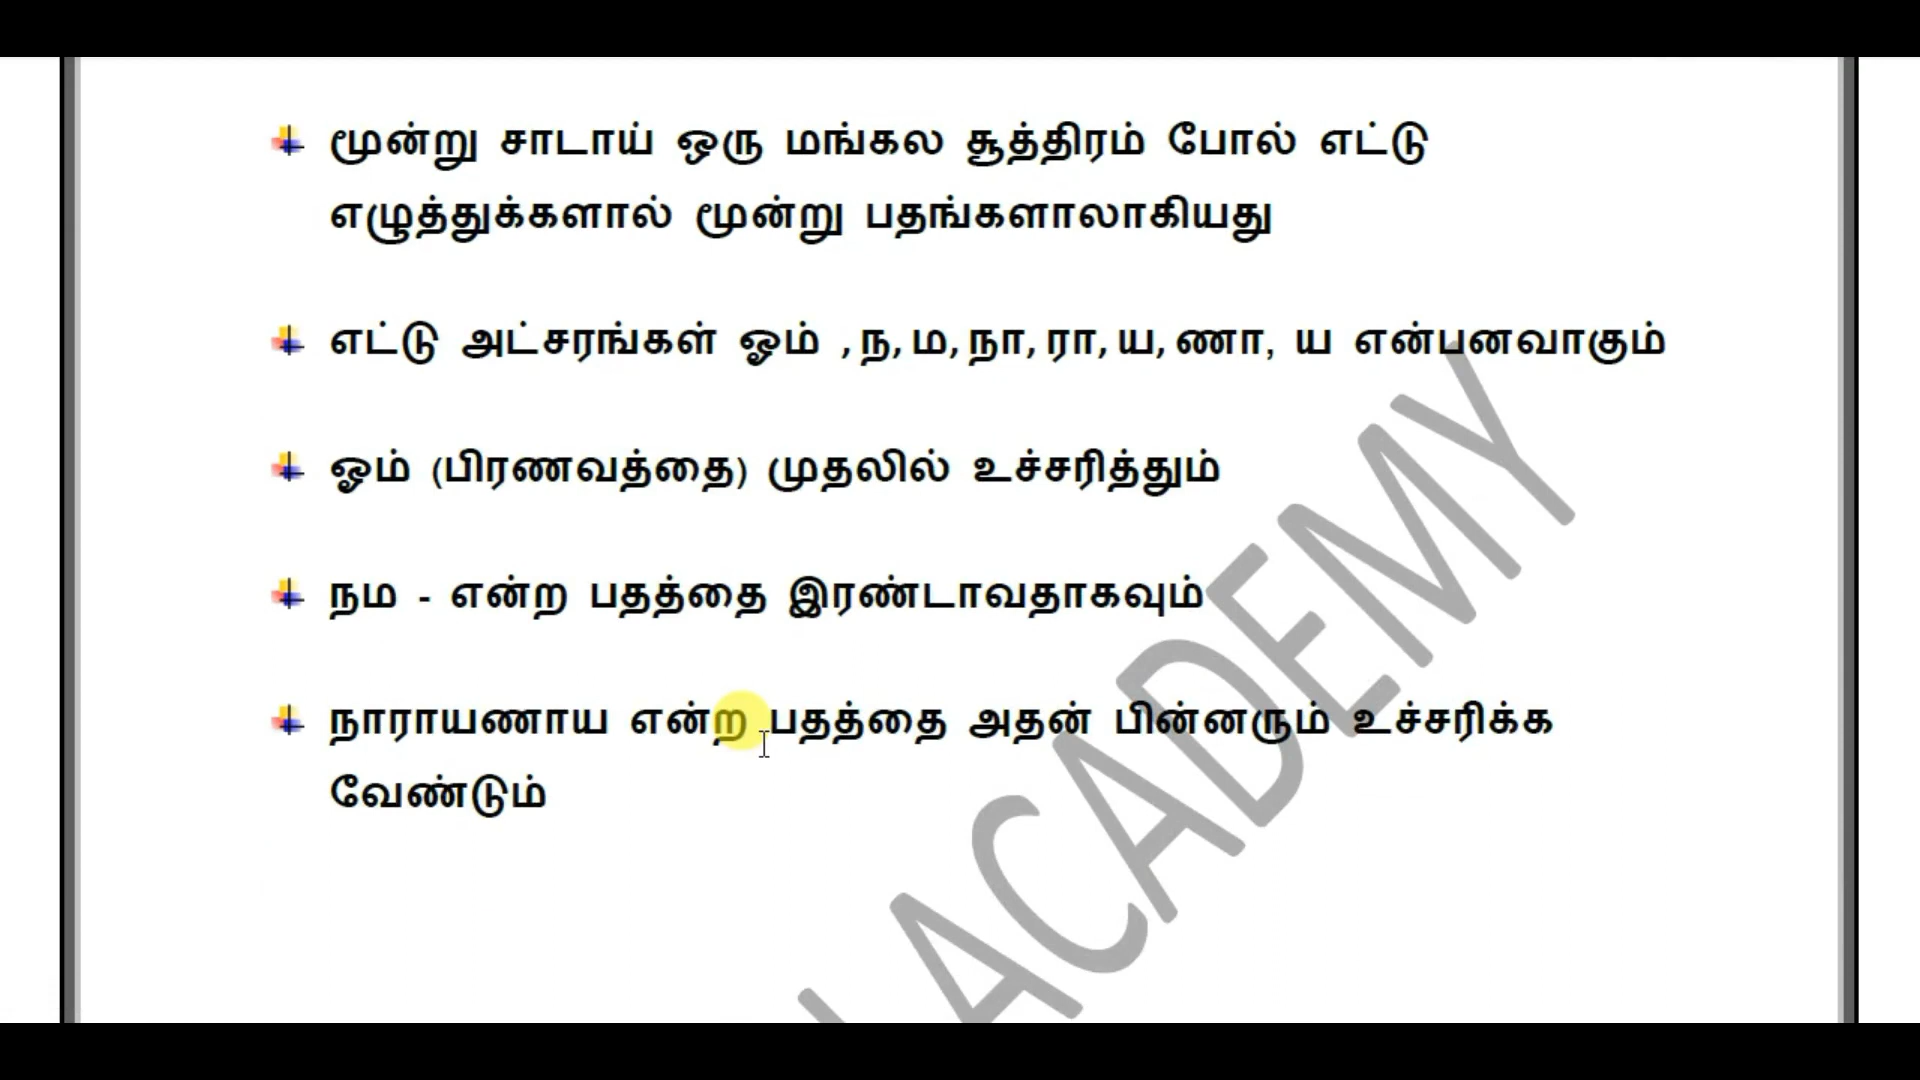 மூன்று சாடாய் ஒரு மங்கல சூத்திரம் போல் எட்டு
எழுத்துக்களால் மூன்று பதங்களாலாகியது
எட்டு அட்சரங்கள் ஓம் ,ந,ம,நா,ரா,ய,ணா, ய என்பனவாகும்
ஓம் (பிரணவத்தை) முதலில் உச்சரித்தும்
நம - என்ற பதத்தை இரண்டாவதாகவும்
நாராயணாய என்ற பதத்தை அதன் பின்னரும் உச்சரிக்க
வேண்டும்
ACADEMY